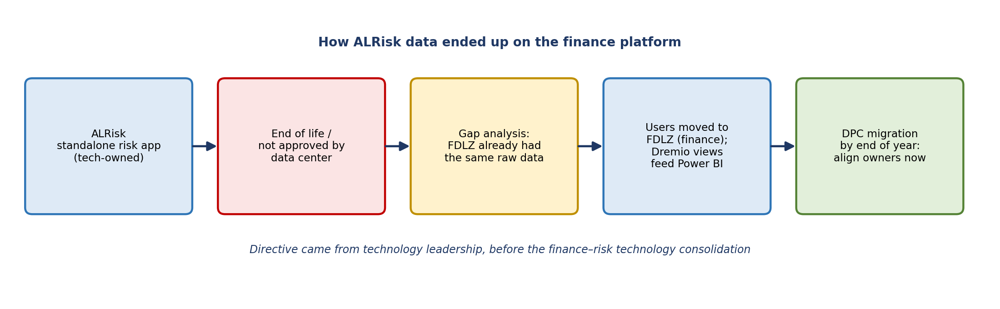 How ALRisk data ended up on the finance platform
ALRisk
standalone risk app
(tech-owned)
End of life /
not approved by
data center
Gap analysis:
FDLZ already had
the same raw data
Users moved to
FDLZ (finance);
Dremio views
feed Power BI
DPC migration
by end of year:
align owners now
Directive came from technology leadership, before the finance–risk technology consolidation